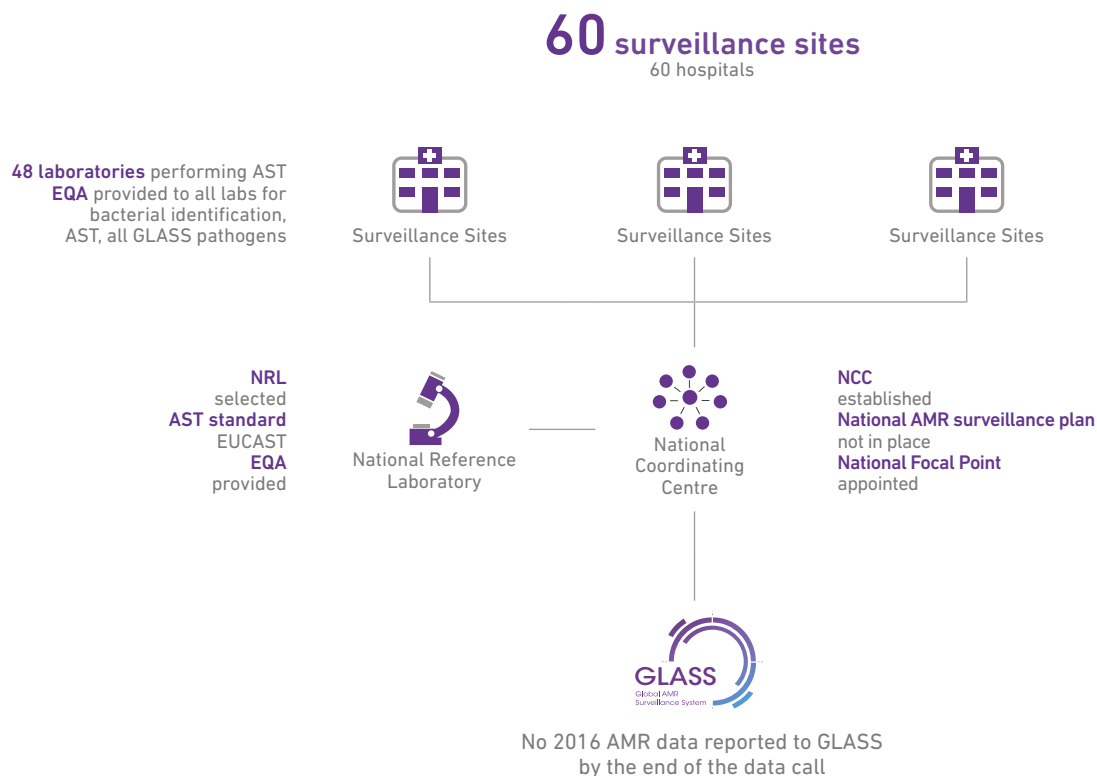 60 surveillance sites
60 hospitals
48 laboratories performing AST
EQA provided to all labs for
bacterial identification,
AST, all GLASS pathogens
Surveillance Sites
Surveillance Sites
Surveillance Sites
NRL
selected
AST standard
EUCAST
EQA
provided
National Reference
Laboratory
National
Coordinating
Centre
NCC
established
National AMR surveillance plan
not in place
National Focal Point
appointed
GLASS
Global AMR
Surveillance System
No 2016 AMR data reported to GLASS
by the end of the data call